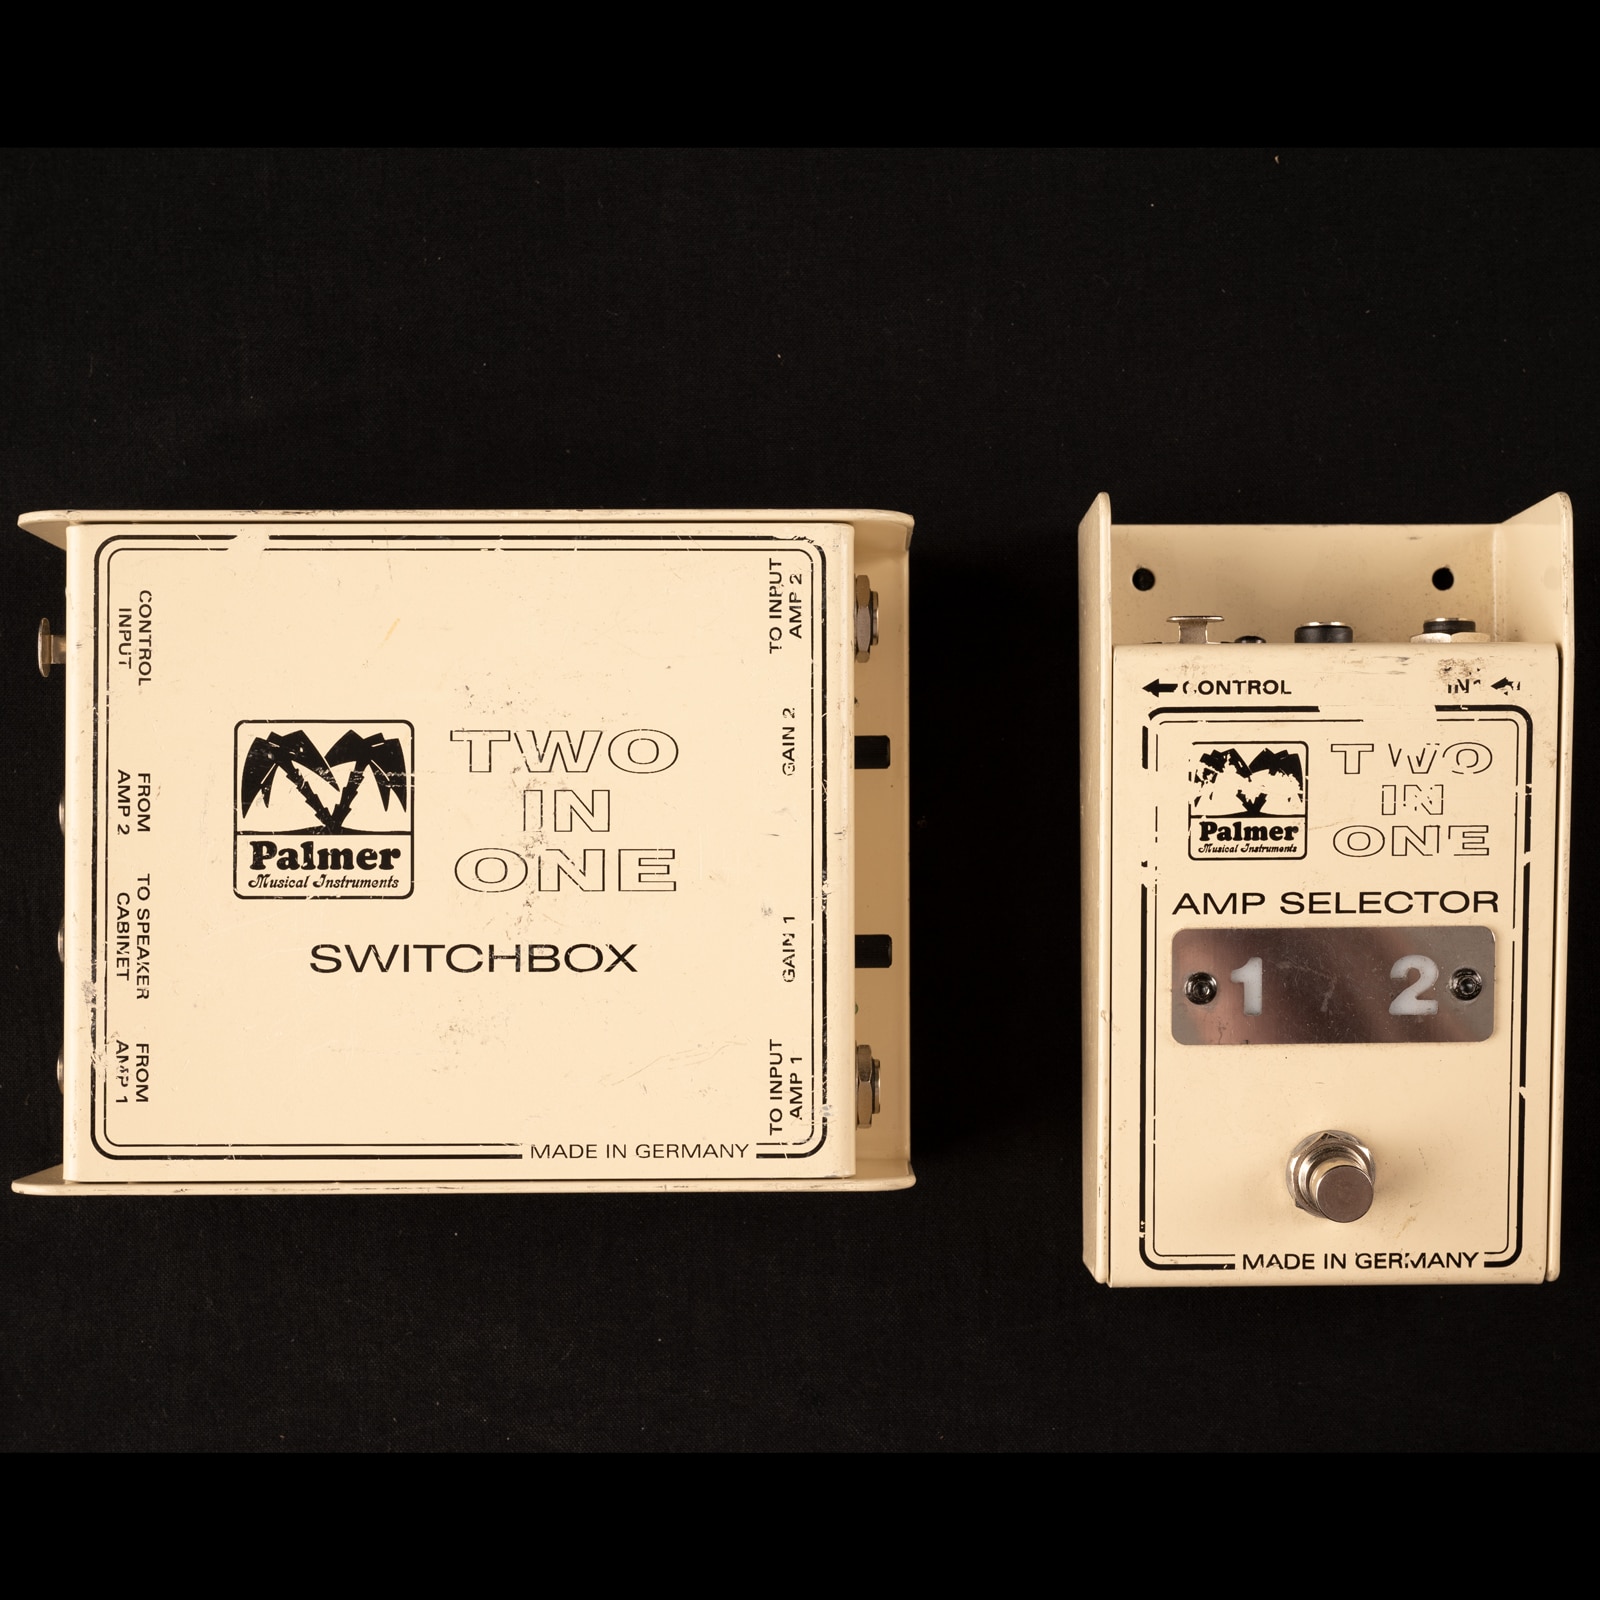 CONTROL
INPUT
FROM
AMP 2
TO SPEAKER
CABINET
FROM
AMP 1
Palmer
Musical Instruments
TWO
IN
ONE
SWITCHBOX
TO INPUT
AMP 2
GAIN 2
GAIN 1
TO INPUT
AMP 1
MADE IN GERMANY
CONTROL
Palmer
Musical Instruments
TWO
IN
ONE
AMP SELECTOR
1 2
MADE IN GERMANY